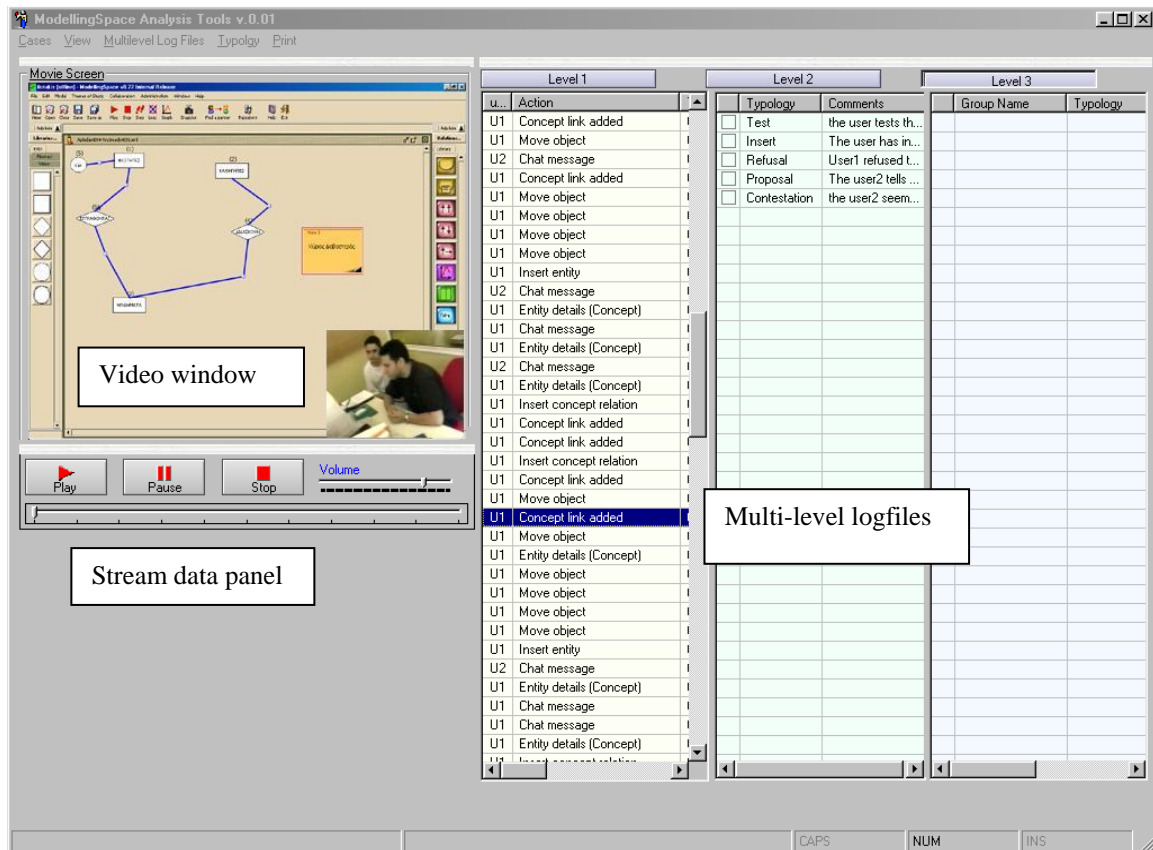 ModellingSpace Analysis Tools v.0.01
Cases View Multilevel Log Files Typolgy Print
Movie Screen
Video window
Play Pause Stop Volume
Stream data panel
Level 1 Level 2 Level 3
u... Action
U1 Concept link added
U1 Move object
U2 Chat message
U1 Concept link added
U1 Move object
U1 Move object
U1 Move object
U1 Move object
U1 Insert entity
U2 Chat message
U1 Entity details (Concept)
U1 Chat message
U1 Entity details (Concept)
U2 Chat message
U1 Entity details (Concept)
U1 Insert concept relation
U1 Concept link added
U1 Concept link added
U1 Insert concept relation
U1 Concept link added
U1 Move object
U1 Concept link added
U1 Move object
U1 Entity details (Concept)
U1 Move object
U1 Move object
U1 Move object
U1 Move object
U1 Insert entity
U2 Chat message
U1 Entity details (Concept)
U1 Chat message
U1 Chat message
U1 Entity details (Concept)
U1 Insert concept relation
Typology Comments
Test the user tests th...
Insert The user has in...
Refusal User1 refused t...
Proposal The user2 tells ...
Contestation the user2 seem...
Group Name Typology
Multi-level logfiles
CAPS NUM INS